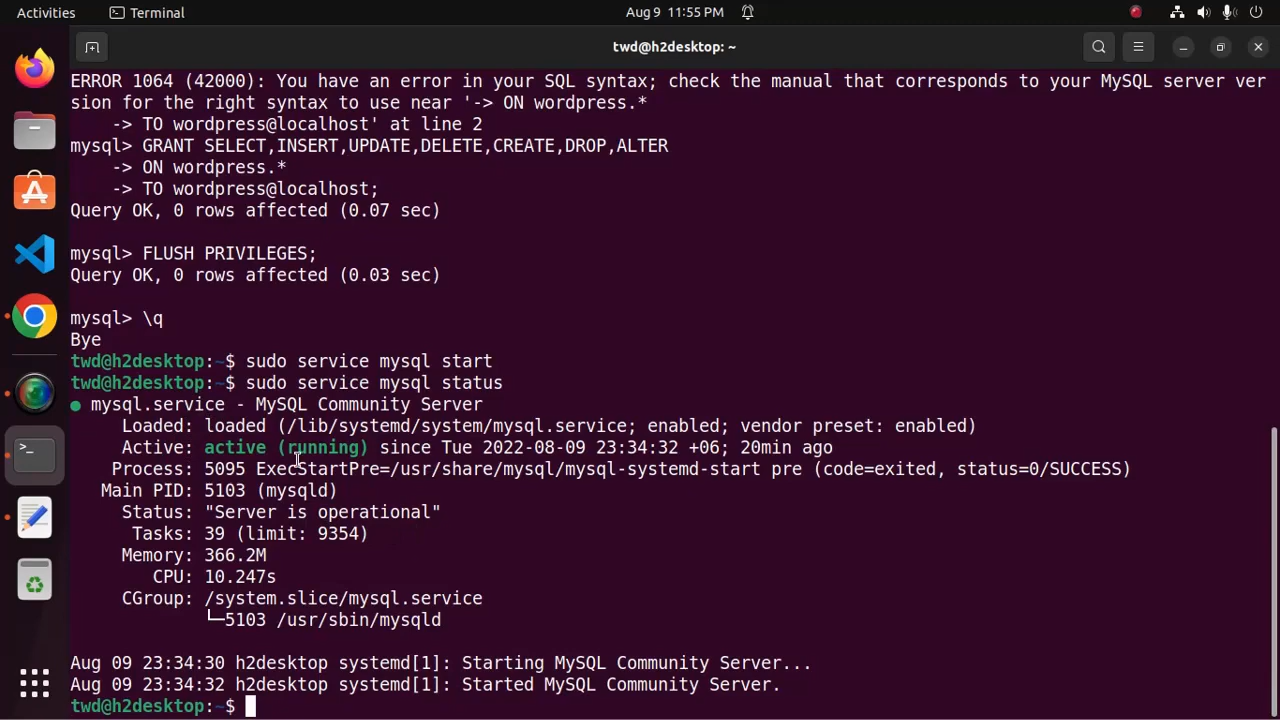 Activities
Terminal
Aug 9 11:55 PM
twd@h2desktop: ~
ERROR 1064 (42000): You have an error in your SQL syntax; check the manual that corresponds to your MySQL server ver
sion for the right syntax to use near '-> ON wordpress.*
    -> TO wordpress@localhost' at line 2
mysql> GRANT SELECT,INSERT,UPDATE,DELETE,CREATE,DROP,ALTER
    -> ON wordpress.*
    -> TO wordpress@localhost;
Query OK, 0 rows affected (0.07 sec)

mysql> FLUSH PRIVILEGES;
Query OK, 0 rows affected (0.03 sec)

mysql> \q
Bye
twd@h2desktop:~$ sudo service mysql start
twd@h2desktop:~$ sudo service mysql status
● mysql.service - MySQL Community Server
     Loaded: loaded (/lib/systemd/system/mysql.service; enabled; vendor preset: enabled)
     Active: active (running) since Tue 2022-08-09 23:34:32 +06; 20min ago
    Process: 5095 ExecStartPre=/usr/share/mysql/mysql-systemd-start pre (code=exited, status=0/SUCCESS)
   Main PID: 5103 (mysqld)
     Status: "Server is operational"
      Tasks: 39 (limit: 9354)
     Memory: 366.2M
        CPU: 10.247s
     CGroup: /system.slice/mysql.service
             └─5103 /usr/sbin/mysqld

Aug 09 23:34:30 h2desktop systemd[1]: Starting MySQL Community Server...
Aug 09 23:34:32 h2desktop systemd[1]: Started MySQL Community Server.
twd@h2desktop:~$